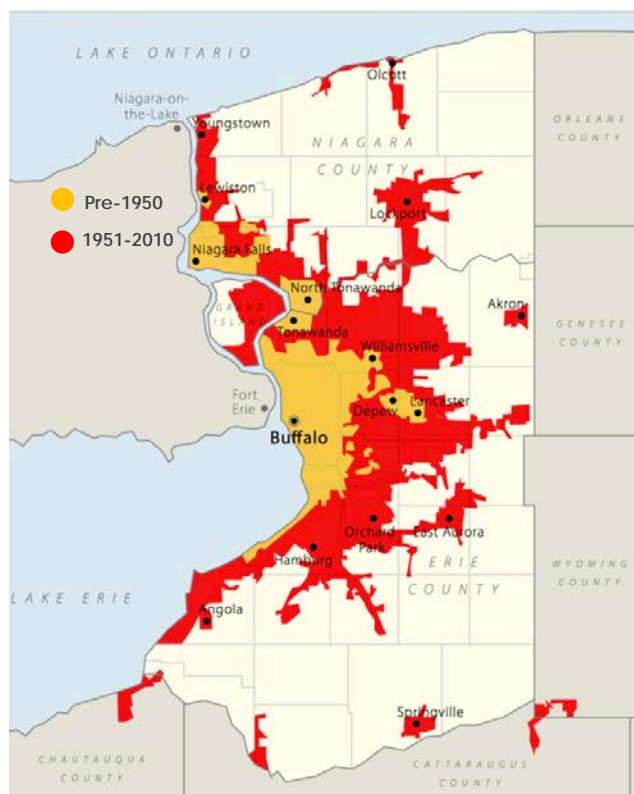 LAKE ONTARIO
Olcott
Niagara-on-
the-Lake
Youngstown
ORLEANS
COUNTY
NIAGARA
COUNTY
Lewiston
Pre-1950
Lockport
1951-2010
Niagara Falls
North Tonawanda
GRAND
ISLAND
Akron
Tonawanda
GENESEE
COUNTY
Williamsville
Fort
Erie
Depew
Lancaster
Buffalo
Orchard
Park
East Aurora
Hamburg
ERIE
COUNTY
WYOMING
COUNTY
LAKE ERIE
Angola
Springville
CHAUTAUQUA
COUNTY
CATTARAUGUS
COUNTY